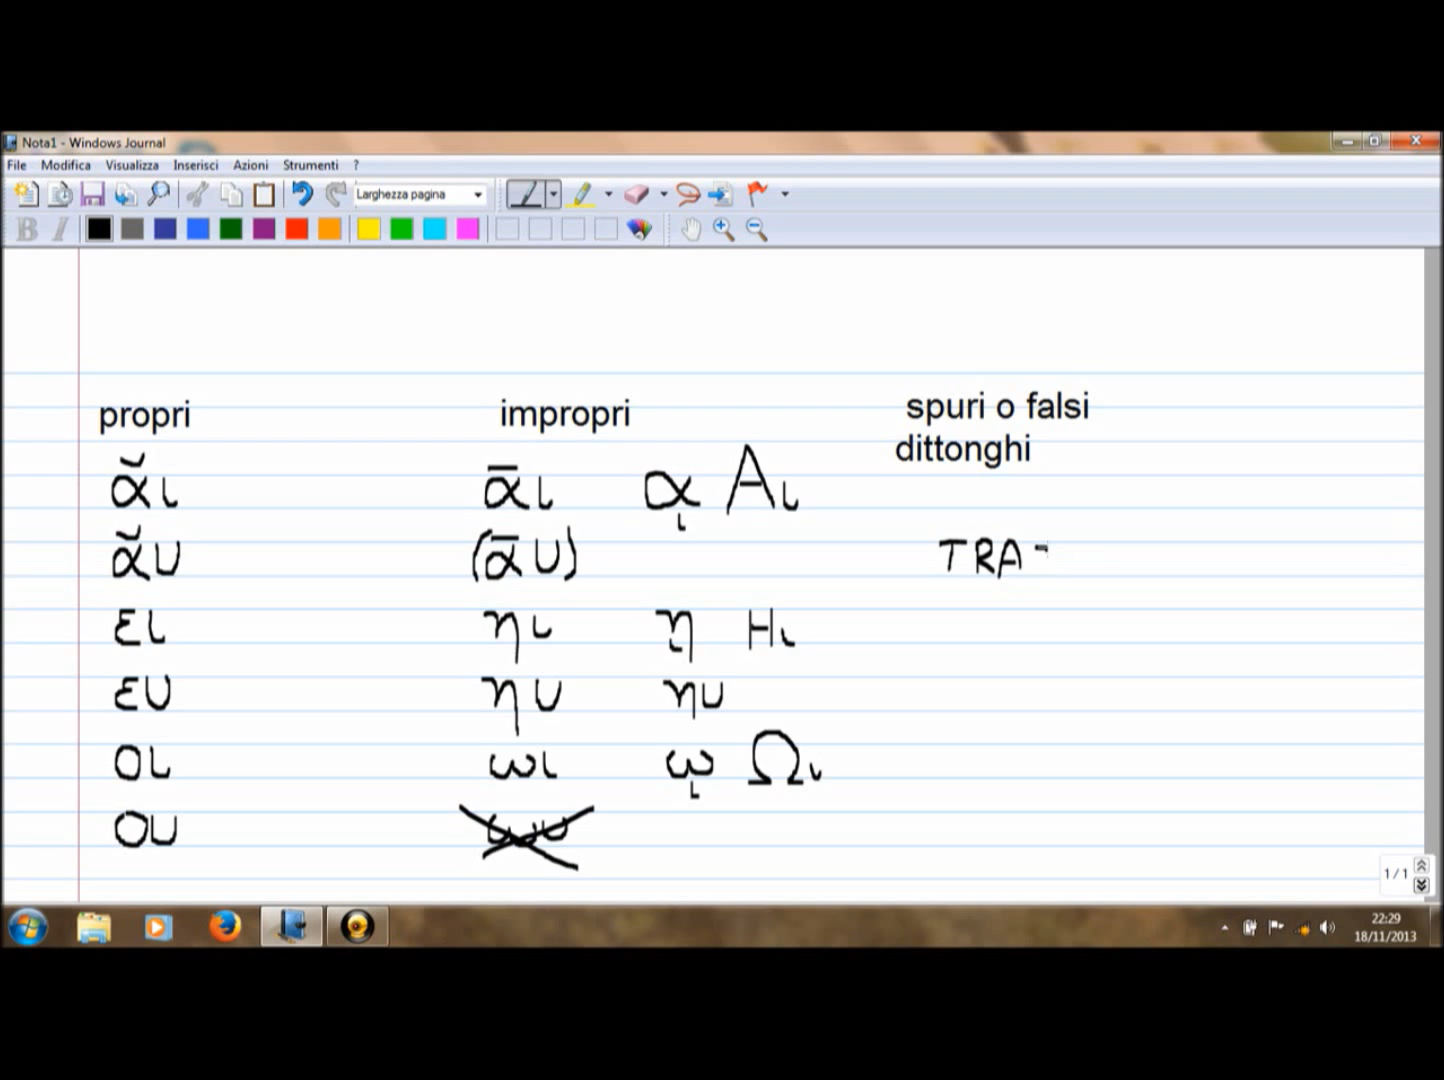 Nota1 - Windows Journal
File Modifica Visualizza Inserisci Azioni Strumenti ?
Larghezza pagina
B I
propri impropri spuri o falsi
dittonghi
ᾰι ᾱι ᾳ Αι
ᾰυ (ᾱυ) TRA -
ει ηι ῃ Ηι
ευ ηυ ηυ
οι ωι ῳ Ωι
ου ωυ
1 / 1
22:29
18/11/2013